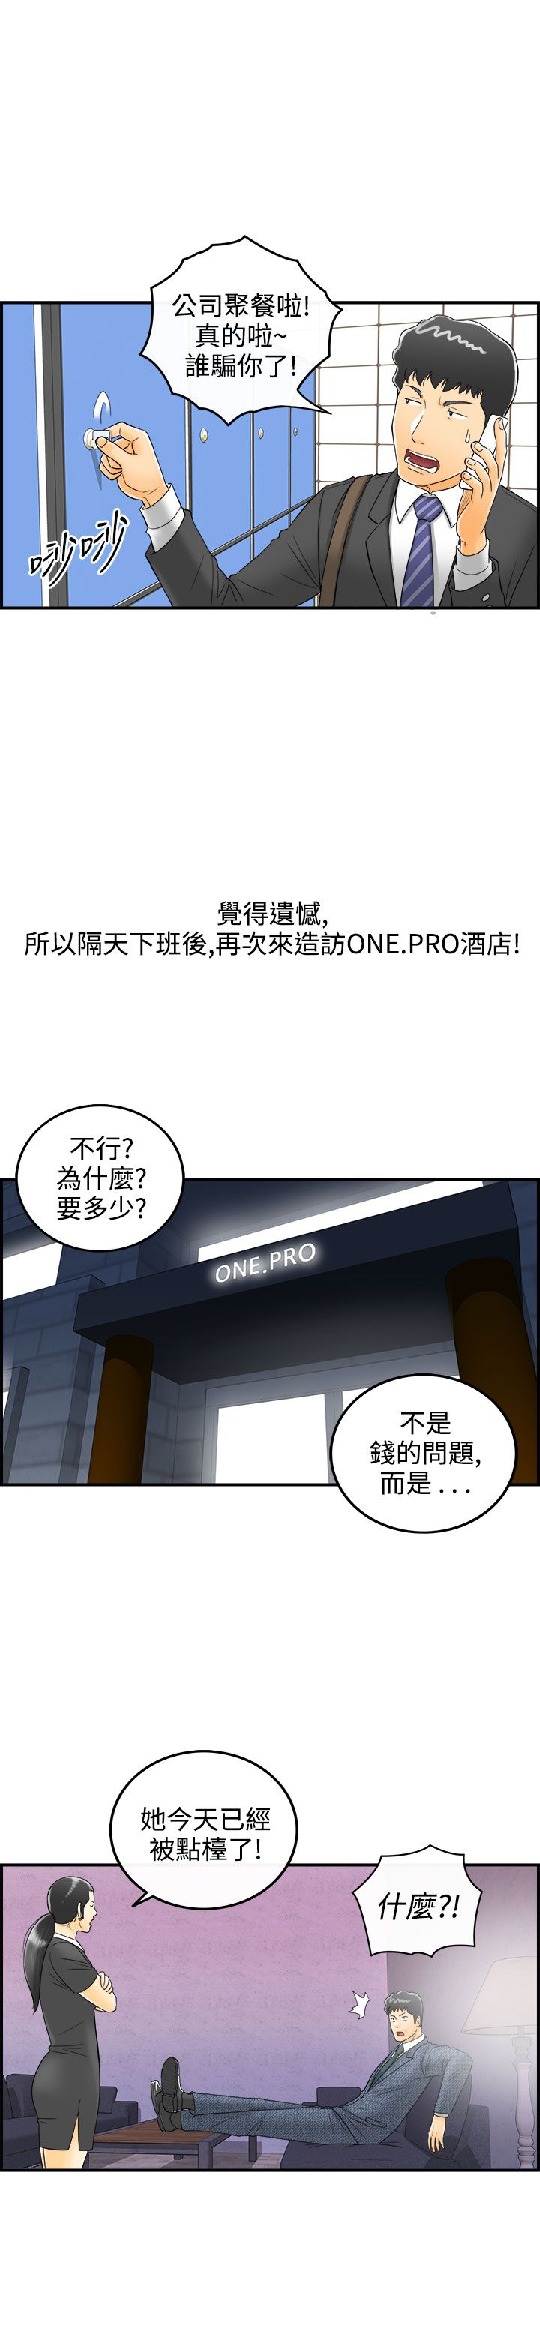 公司聚餐啦!
真的啦~
誰騙你了!
唦唦
覺得遺憾,
所以隔天下班後,再次來造訪ONE.PRO酒店!
不行?
為什麼?
要多少?
ONE.PRO
不是
錢的問題,
而是...
她今天已經
被點檯了!
什麼?!